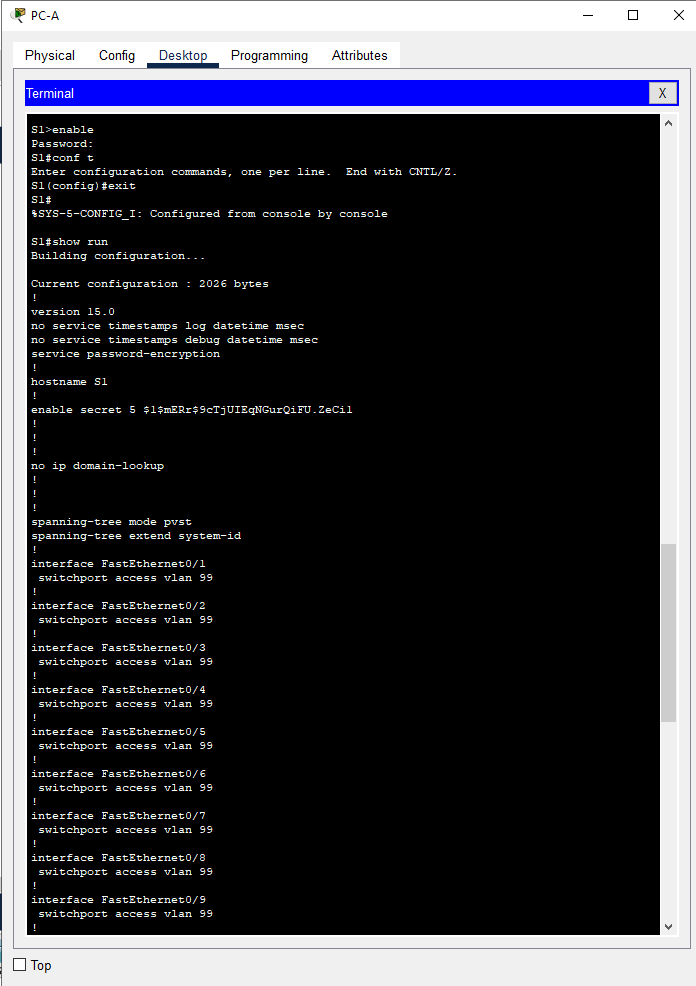 PC-A
Physical Config Desktop Programming Attributes
Terminal X
S1>enable
Password:
S1#conf t
Enter configuration commands, one per line.  End with CNTL/Z.
S1(config)#exit
S1#
%SYS-5-CONFIG_I: Configured from console by console
S1#show run
Building configuration...
Current configuration : 2026 bytes
!
version 15.0
no service timestamps log datetime msec
no service timestamps debug datetime msec
service password-encryption
!
hostname S1
!
enable secret 5 $1$mERr$9cTjUIEqNGurQiFU.ZeCi1
!
!
!
no ip domain-lookup
!
!
!
spanning-tree mode pvst
spanning-tree extend system-id
!
interface FastEthernet0/1
 switchport access vlan 99
!
interface FastEthernet0/2
 switchport access vlan 99
!
interface FastEthernet0/3
 switchport access vlan 99
!
interface FastEthernet0/4
 switchport access vlan 99
!
interface FastEthernet0/5
 switchport access vlan 99
!
interface FastEthernet0/6
 switchport access vlan 99
!
interface FastEthernet0/7
 switchport access vlan 99
!
interface FastEthernet0/8
 switchport access vlan 99
!
interface FastEthernet0/9
 switchport access vlan 99
!
Top